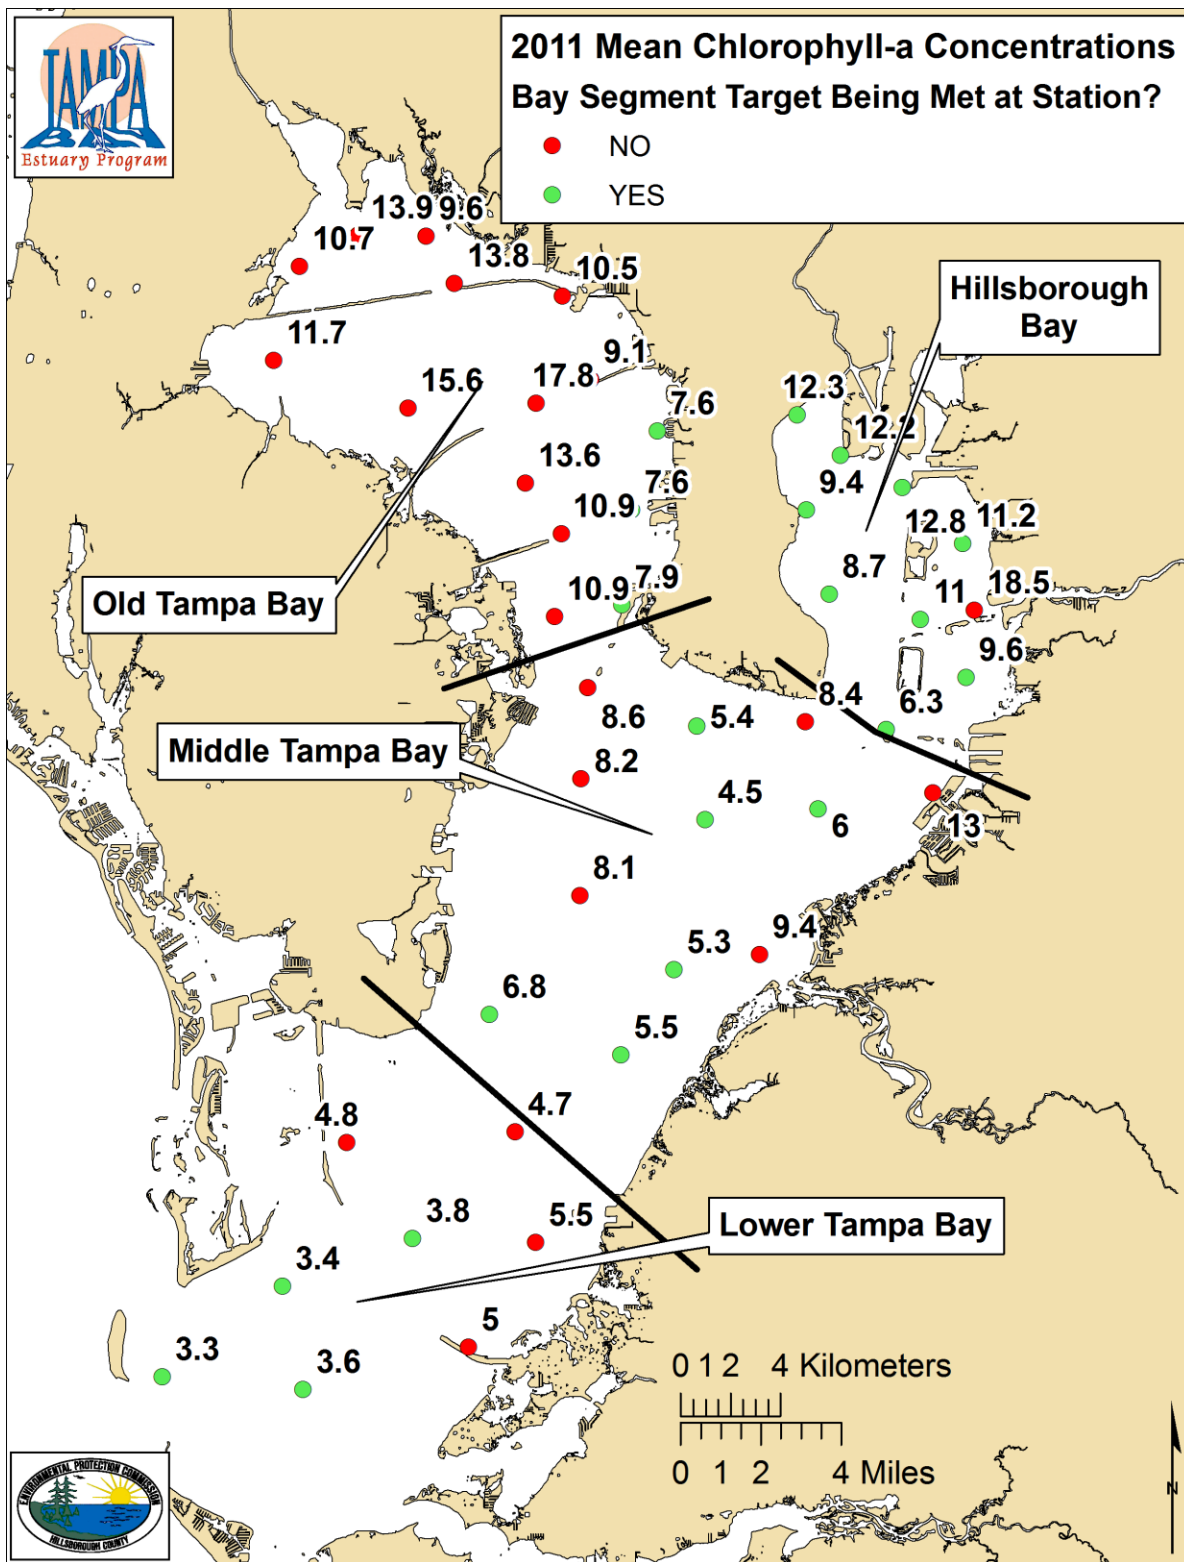 TAMPA
Estuary Program
2011 Mean Chlorophyll-a Concentrations
Bay Segment Target Being Met at Station?
NO
YES
13.9
9.6
10.7
13.8
10.5
Hillsborough
Bay
11.7
9.1
15.6
17.8
7.6
12.3
12.2
13.6
7.6
9.4
10.9
12.8
11.2
8.7
Old Tampa Bay
10.9
7.9
11
18.5
9.6
8.6
5.4
8.4
6.3
Middle Tampa Bay
8.2
4.5
6
13
8.1
5.3
9.4
6.8
5.5
4.8
4.7
3.8
5.5
Lower Tampa Bay
3.4
5
3.3
3.6
0 1 2 4 Kilometers
0 1 2 4 Miles
N
ENVIRONMENTAL PROTECTION COMMISSION
HILLSBOROUGH COUNTY